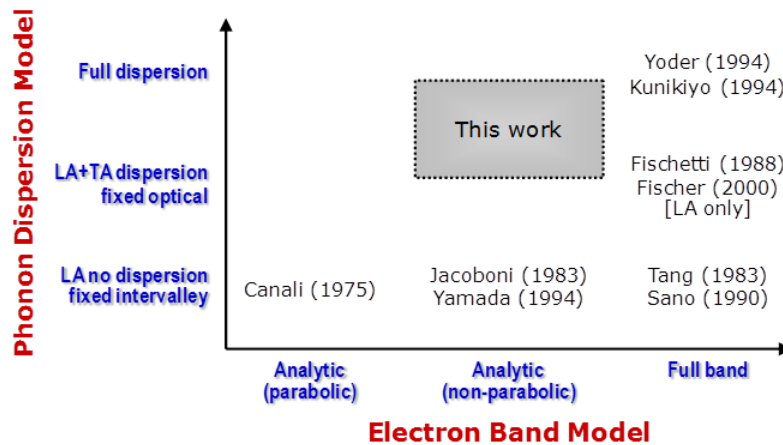 Phonon Dispersion Model
Full dispersion
Yoder (1994)
Kunikiyo (1994)
This work
LA+TA dispersion
fixed optical
Fischetti (1988)
Fischer (2000)
[LA only]
LA no dispersion
fixed intervalley
Canali (1975)
Jacoboni (1983)
Yamada (1994)
Tang (1983)
Sano (1990)
Analytic
(parabolic)
Analytic
(non-parabolic)
Full band
Electron Band Model